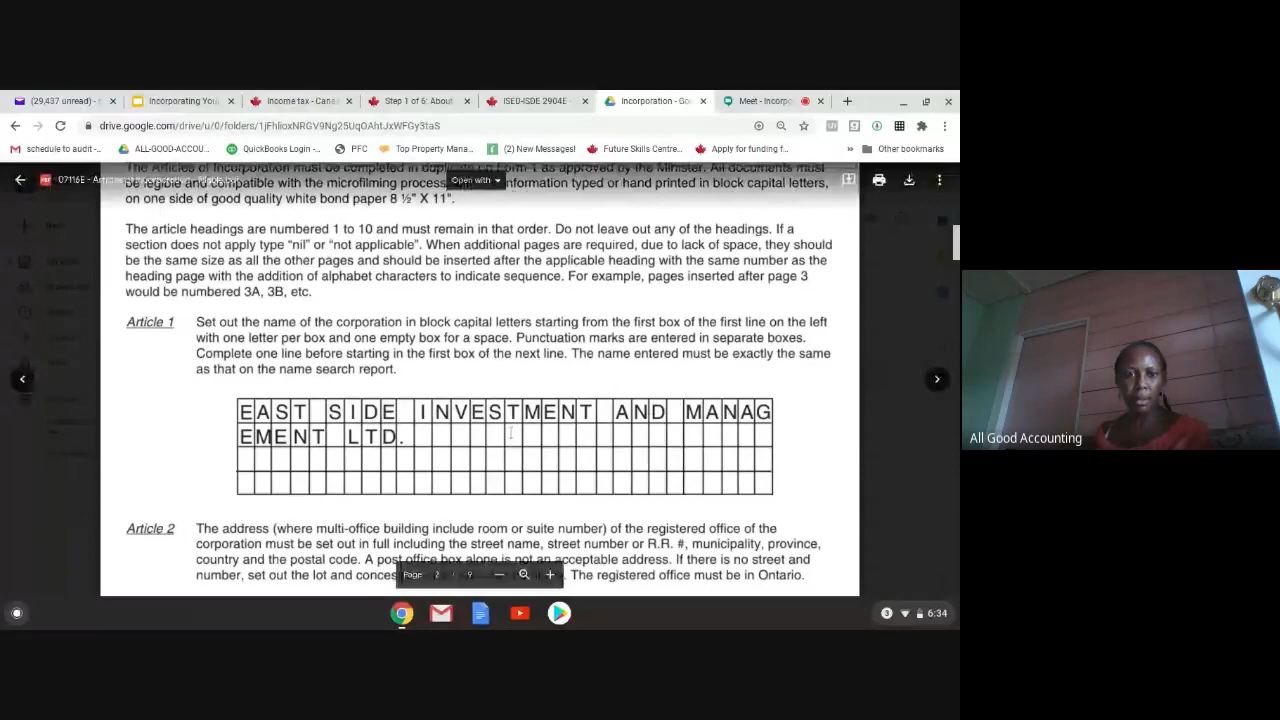 (29,437 unread) -
Incorporating You
Income tax - Cana
Step 1 of 6: About
ISED-ISDE 2904E -
Incorporation - Go
Meet - Incorpo
drive.google.com/drive/u/0/folders/1jFhlioxNRGV9Ng25UqOAhtJxWFGy3taS
schedule to audit -
ALL-GOOD-ACCOU...
QuickBooks Login -...
PFC
Top Property Mana...
(2) New Messages!
Future Skills Centre...
Apply for funding f...
Other bookmarks
The Articles of Incorporation must be completed in duplicate on Form 1 as approved by the Minister. All documents must
Open with
be legible and compatible with the microfilming process, information typed or hand printed in block capital letters,
on one side of good quality white bond paper 8 ½" X 11".
The article headings are numbered 1 to 10 and must remain in that order. Do not leave out any of the headings. If a
section does not apply type "nil" or "not applicable". When additional pages are required, due to lack of space, they should
be the same size as all the other pages and should be inserted after the applicable heading with the same number as the
heading page with the addition of alphabet characters to indicate sequence. For example, pages inserted after page 3
would be numbered 3A, 3B, etc.
Article 1 Set out the name of the corporation in block capital letters starting from the first box of the first line on the left
with one letter per box and one empty box for a space. Punctuation marks are entered in separate boxes.
Complete one line before starting in the first box of the next line. The name entered must be exactly the same
as that on the name search report.
EAST SIDE INVESTMENT AND MANAG
EMENT LTD.
Article 2 The address (where multi-office building include room or suite number) of the registered office of the
corporation must be set out in full including the street name, street number or R.R. #, municipality, province,
country and the postal code. A post office box alone is not an acceptable address. If there is no street and
number, set out the lot and conces The registered office must be in Ontario.
Page 2 / 9
3 6:34
All Good Accounting